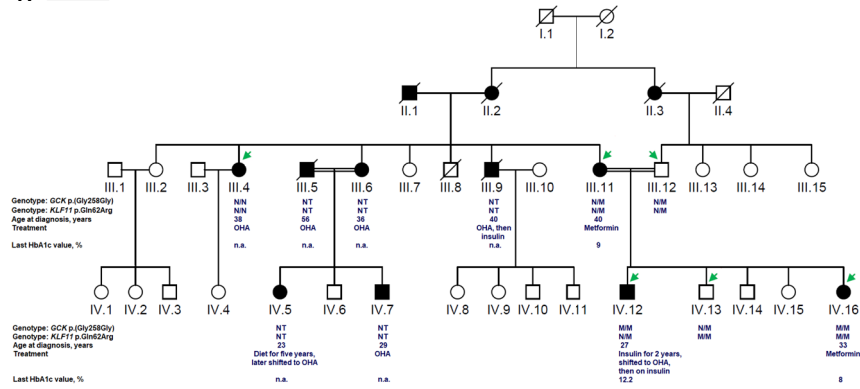 I.1 I.2
II.1 II.2 II.3 II.4
III.1 III.2 III.3 III.4 III.5 III.6 III.7 III.8 III.9 III.10 III.11 III.12 III.13 III.14 III.15
Genotype: GCK p.(Gly258Gly) N/N NT NT NT N/M N/M
Genotype: KLF11 p.Gln62Arg N/N NT NT NT N/M N/M
Age at diagnosis, years 38 56 36 40 40
Treatment OHA OHA OHA OHA, then Metformin
insulin
Last HbA1c value, % n.a. n.a. n.a. n.a. 9
IV.1 IV.2 IV.3 IV.4 IV.5 IV.6 IV.7 IV.8 IV.9 IV.10 IV.11 IV.12 IV.13 IV.14 IV.15 IV.16
Genotype: GCK p.(Gly258Gly) NT NT M/M N/M M/M
Genotype: KLF11 p.Gln62Arg NT NT N/M M/M M/M
Age at diagnosis, years 23 29 27 33
Treatment Diet for five years, OHA Insulin for 2 years, Metformin
later shifted to OHA shifted to OHA,
then on insulin
Last HbA1c value, % n.a. n.a. 12.2 8